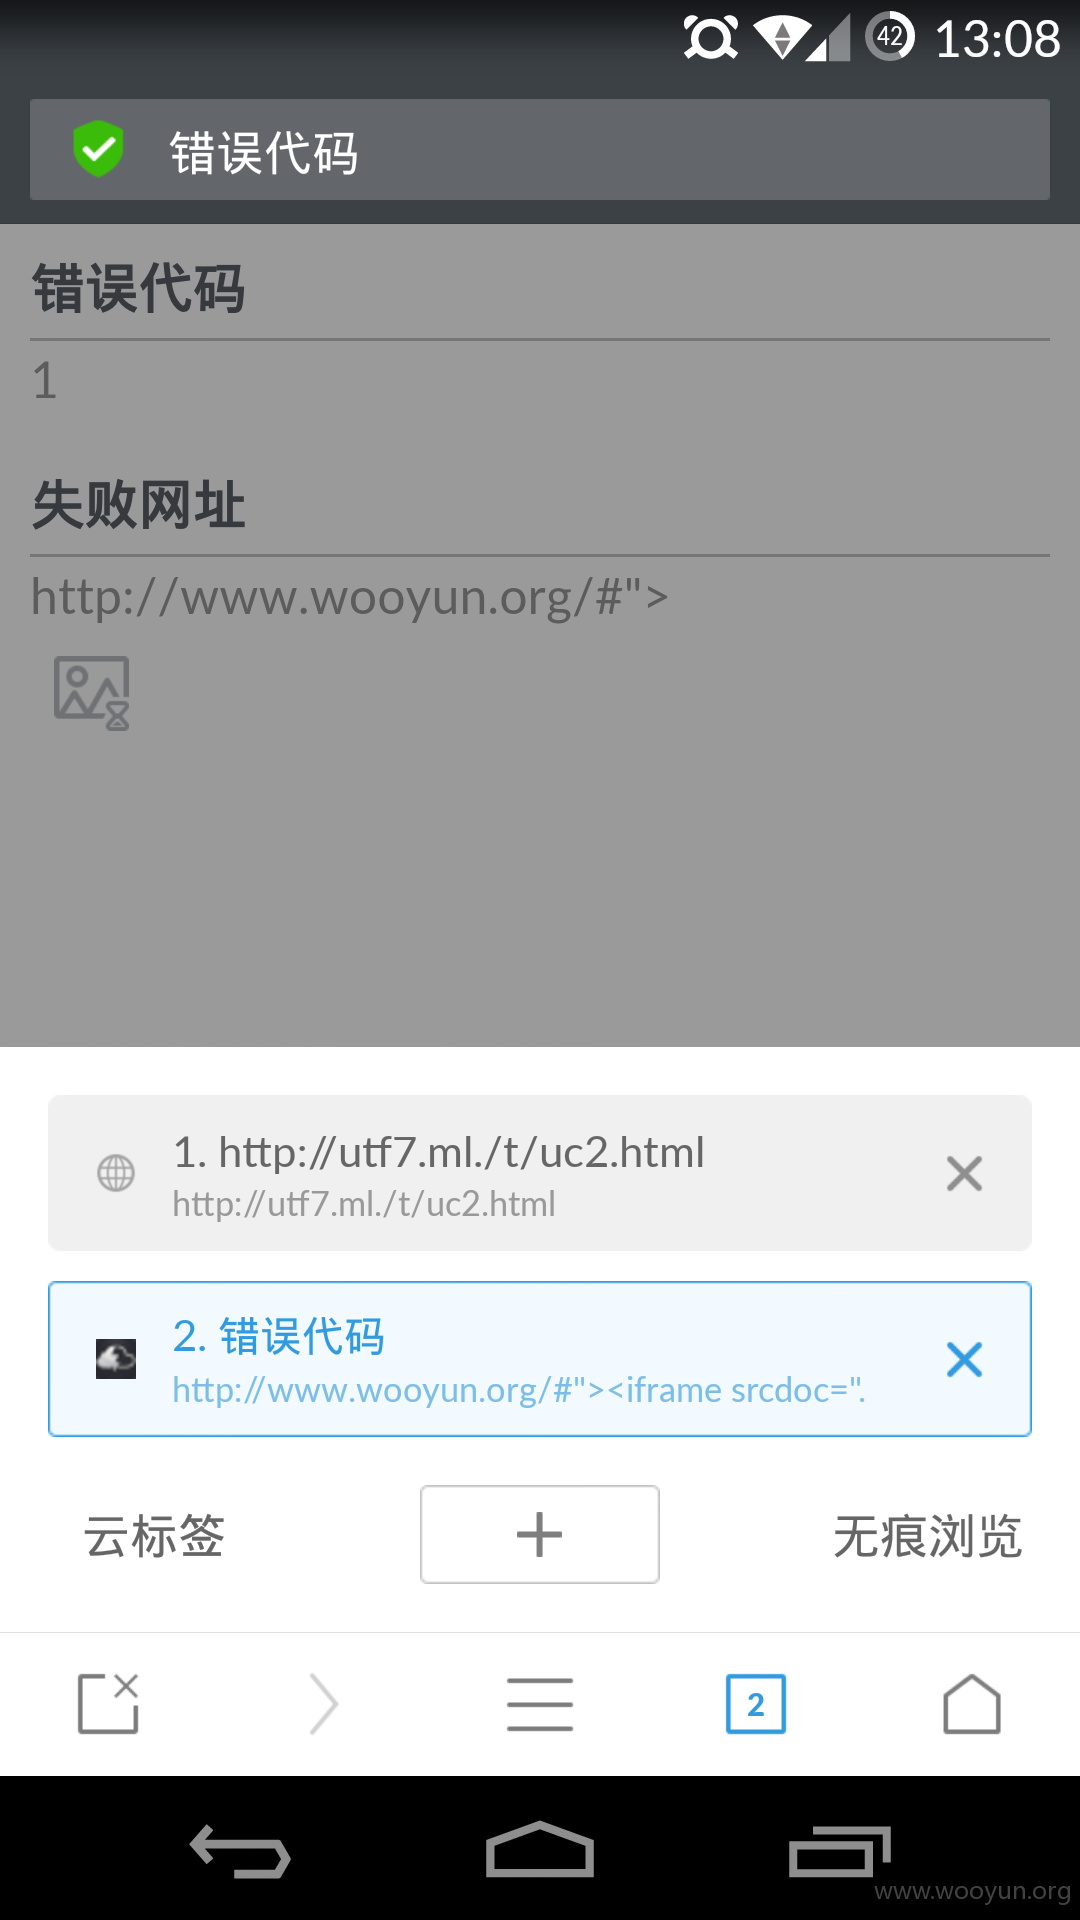 42 13:08
错误代码
错误代码
1
失败网址
http://www.wooyun.org/#">
1. http://utf7.ml./t/uc2.html
http://utf7.ml./t/uc2.html
2. 错误代码
http://www.wooyun.org/#"><iframe srcdoc=".
云标签 无痕浏览
2
www.wooyun.org